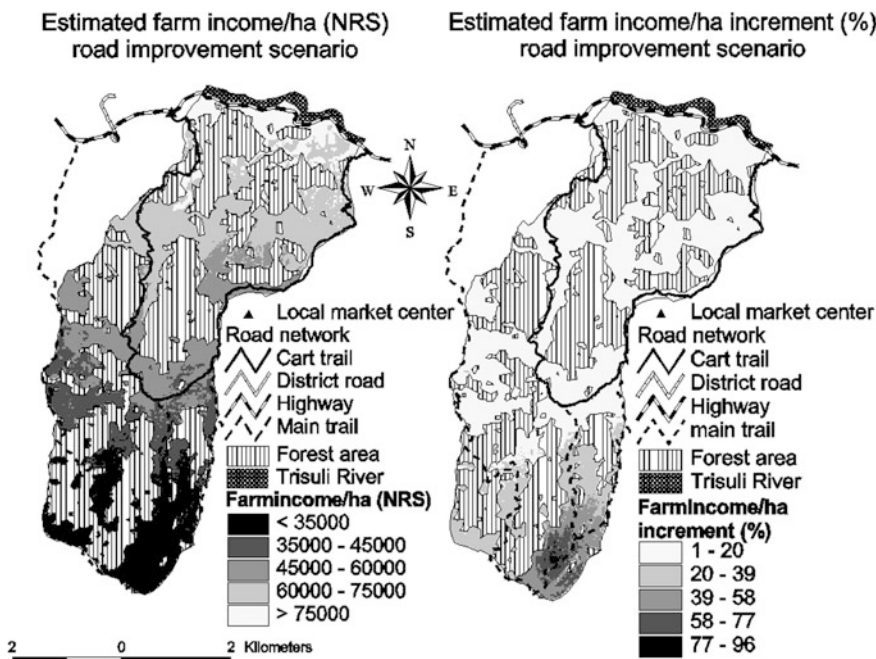 Estimated farm income/ha (NRS)
road improvement scenario
N
W E
S
Local market center
Road network
Cart trail
District road
Highway
Main trail
Forest area
Trisuli River
Farmincome/ha (NRS)
< 35000
35000 - 45000
45000 - 60000
60000 - 75000
> 75000
2 0 2 Kilometers
Estimated farm income/ha increment (%)
road improvement scenario
Local market center
Road network
Cart trail
District road
Highway
main trail
Forest area
Trisuli River
FarmIncome/ha
increment (%)
1 - 20
20 - 39
39 - 58
58 - 77
77 - 96